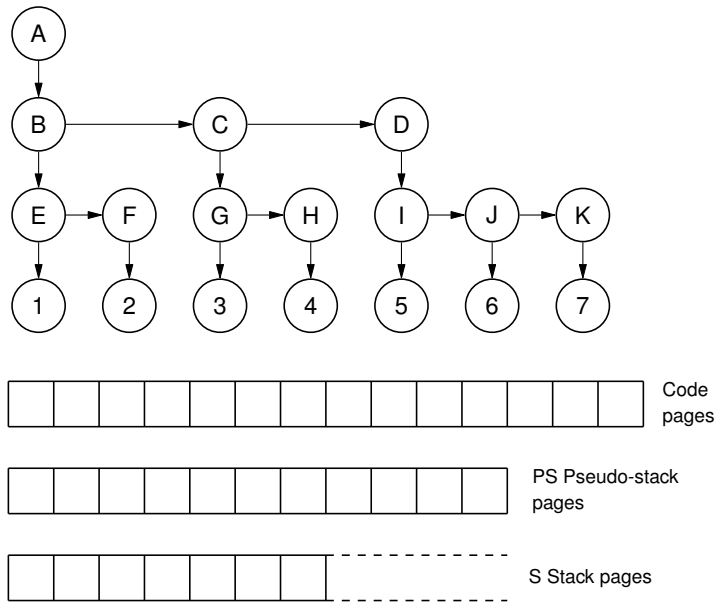 A
B C D
E F G H I J K
1 2 3 4 5 6 7
Code
pages
PS Pseudo-stack
pages
S Stack pages